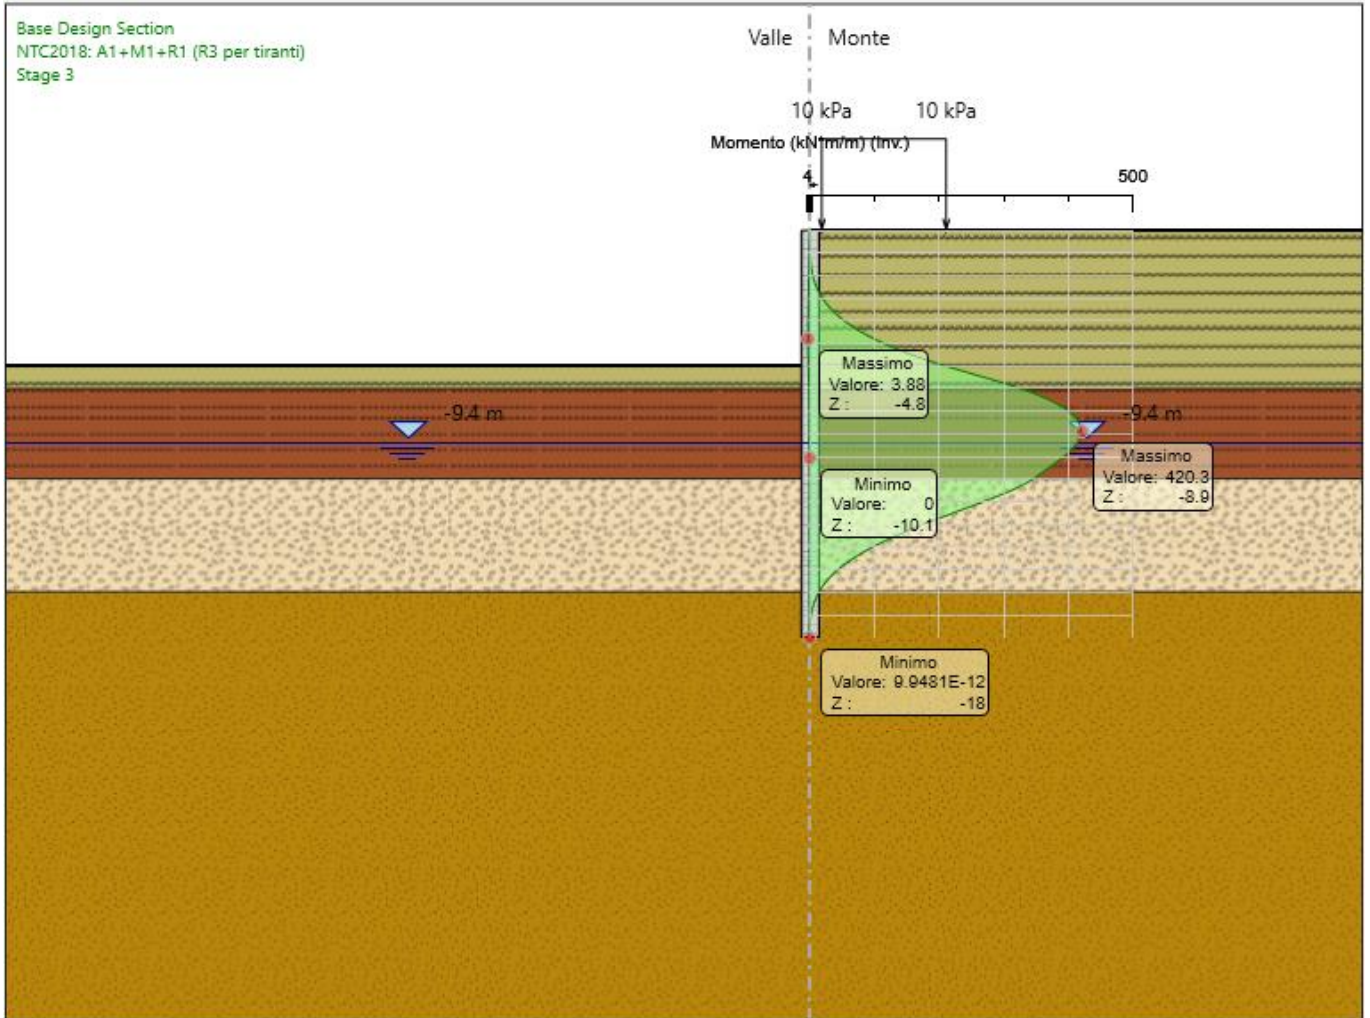 Base Design Section
NTC2018: A1+M1+R1 (R3 per tiranti)
Stage 3
Valle
Monte
10 kPa
10 kPa
Momento (kN*m/m) (Inv.)
4
500
Massimo
Valore: 3.88
Z : -4.8
-9.4 m
-9.4 m
Massimo
Valore: 420.3
Z : -8.9
Minimo
Valore: 0
Z : -10.1
Minimo
Valore: 9.9481E-12
Z : -18